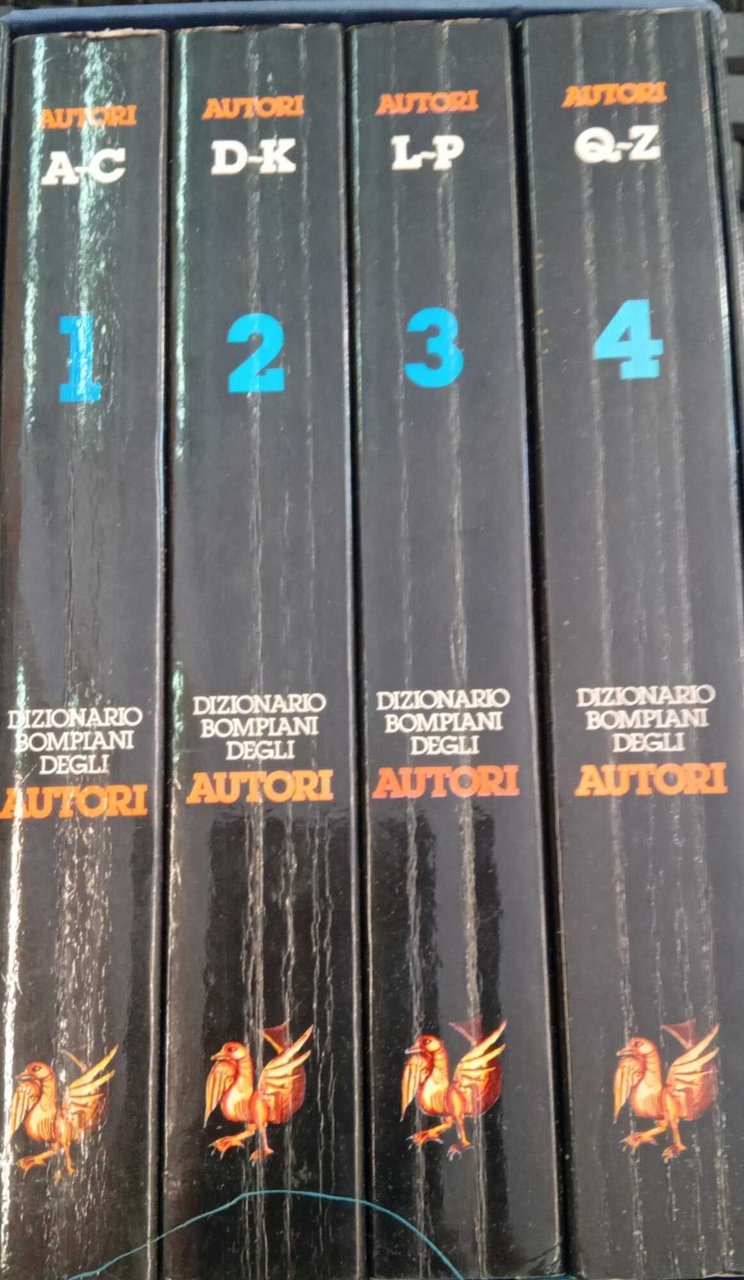 AUTORI
A-C
1
DIZIONARIO
BOMPIANI
DEGLI
AUTORI
AUTORI
D-K
2
DIZIONARIO
BOMPIANI
DEGLI
AUTORI
AUTORI
L-P
3
DIZIONARIO
BOMPIANI
DEGLI
AUTORI
AUTORI
Q-Z
4
DIZIONARIO
BOMPIANI
DEGLI
AUTORI